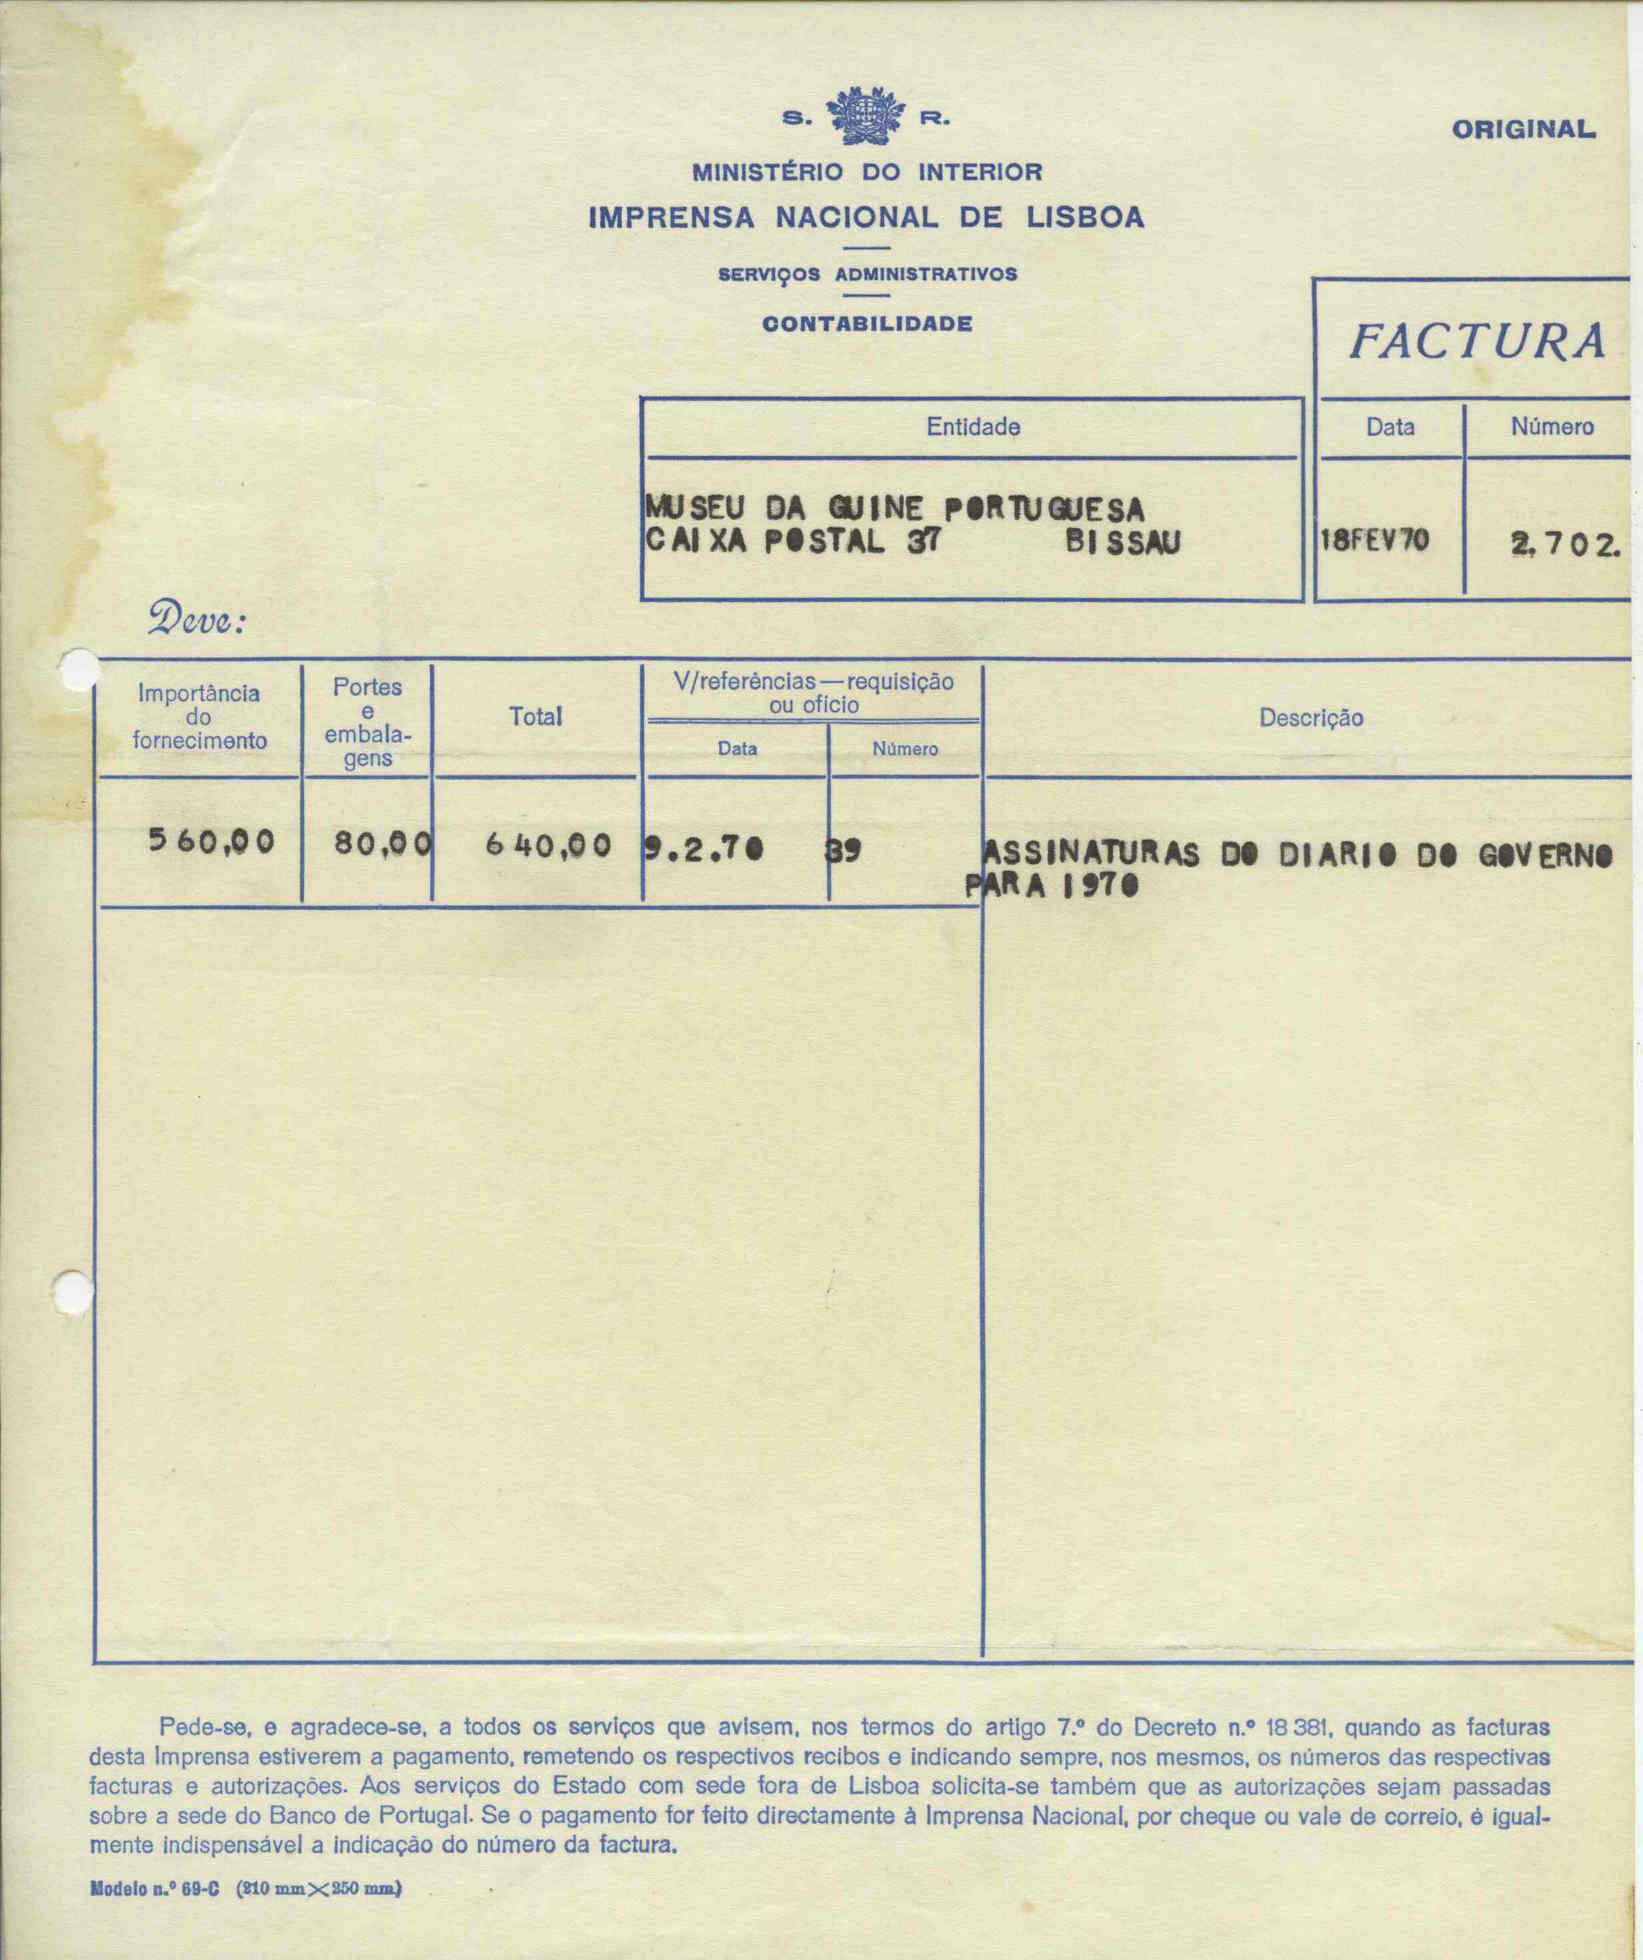 S. R.
ORIGINAL
MINISTÉRIO DO INTERIOR
IMPRENSA NACIONAL DE LISBOA
SERVIÇOS ADMINISTRATIVOS
CONTABILIDADE
FACTURA
Entidade
Data
Número
MUSEU DA GUINE PORTUGUESA
CAIXA POSTAL 37 BISSAU
18FEV70
2.702.
Deve:
Importância
do
fornecimento
Portes
e
embala-
gens
Total
V/referências—requisição
ou ofício
Data
Número
Descrição
560,00
80,00
640,00
9.2.70
39
ASSINATURAS DO DIARIO DO GOVERNO
PARA 1970
Pede-se, e agradece-se, a todos os serviços que avisem, nos termos do artigo 7.º do Decreto n.º 18 381, quando as facturas
desta Imprensa estiverem a pagamento, remetendo os respectivos recibos e indicando sempre, nos mesmos, os números das respectivas
facturas e autorizações. Aos serviços do Estado com sede fora de Lisboa solicita-se também que as autorizações sejam passadas
sobre a sede do Banco de Portugal. Se o pagamento for feito directamente à Imprensa Nacional, por cheque ou vale de correio, é igual-
mente indispensável a indicação do número da factura.
Modelo n.º 69-C (210 mm×250 mm)